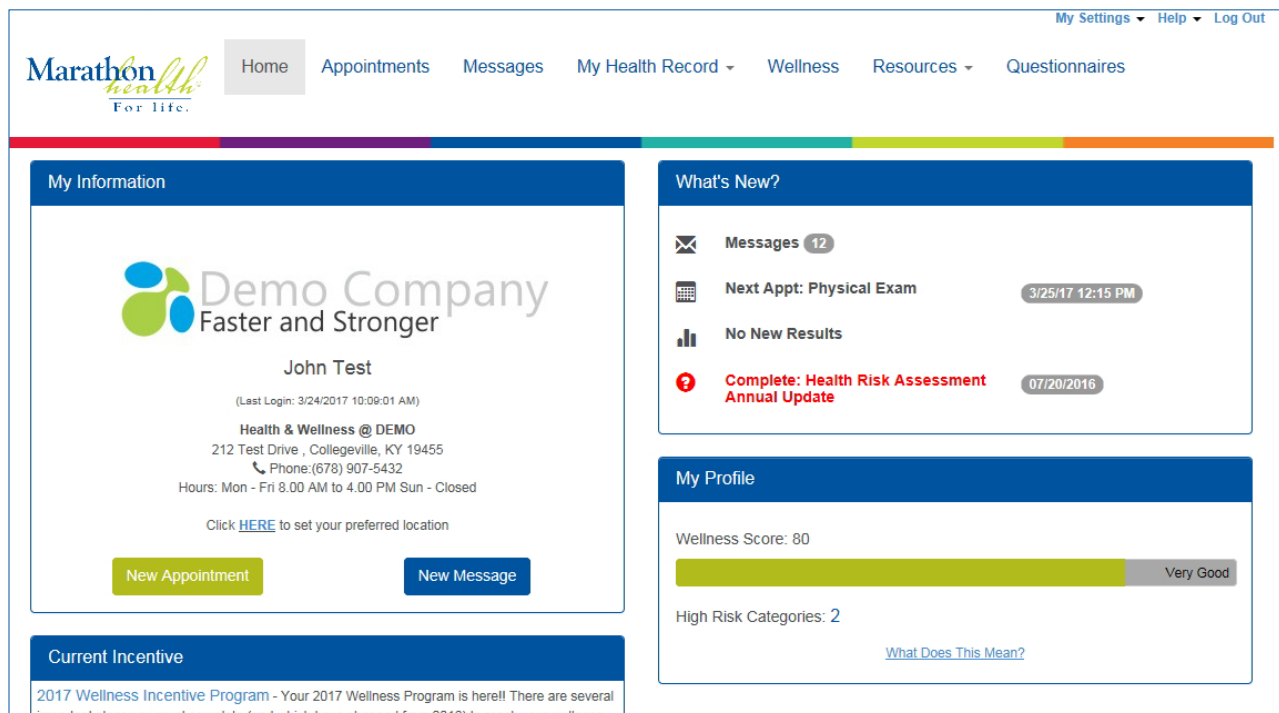 My Settings Help Log Out
Marathon
health
For life.
Home Appointments Messages My Health Record Wellness Resources Questionnaires
My Information
Demo Company
Faster and Stronger
John Test
(Last Login: 3/24/2017 10:09:01 AM)
Health & Wellness @ DEMO
212 Test Drive , Collegeville, KY 19455
Phone:(678) 907-5432
Hours: Mon - Fri 8.00 AM to 4.00 PM Sun - Closed
Click HERE to set your preferred location
New Appointment New Message
Current Incentive
2017 Wellness Incentive Program - Your 2017 Wellness Program is here!! There are several
What's New?
Messages 12
Next Appt: Physical Exam 3/25/17 12:15 PM
No New Results
Complete: Health Risk Assessment 07/20/2016
Annual Update
My Profile
Wellness Score: 80
Very Good
High Risk Categories: 2
What Does This Mean?